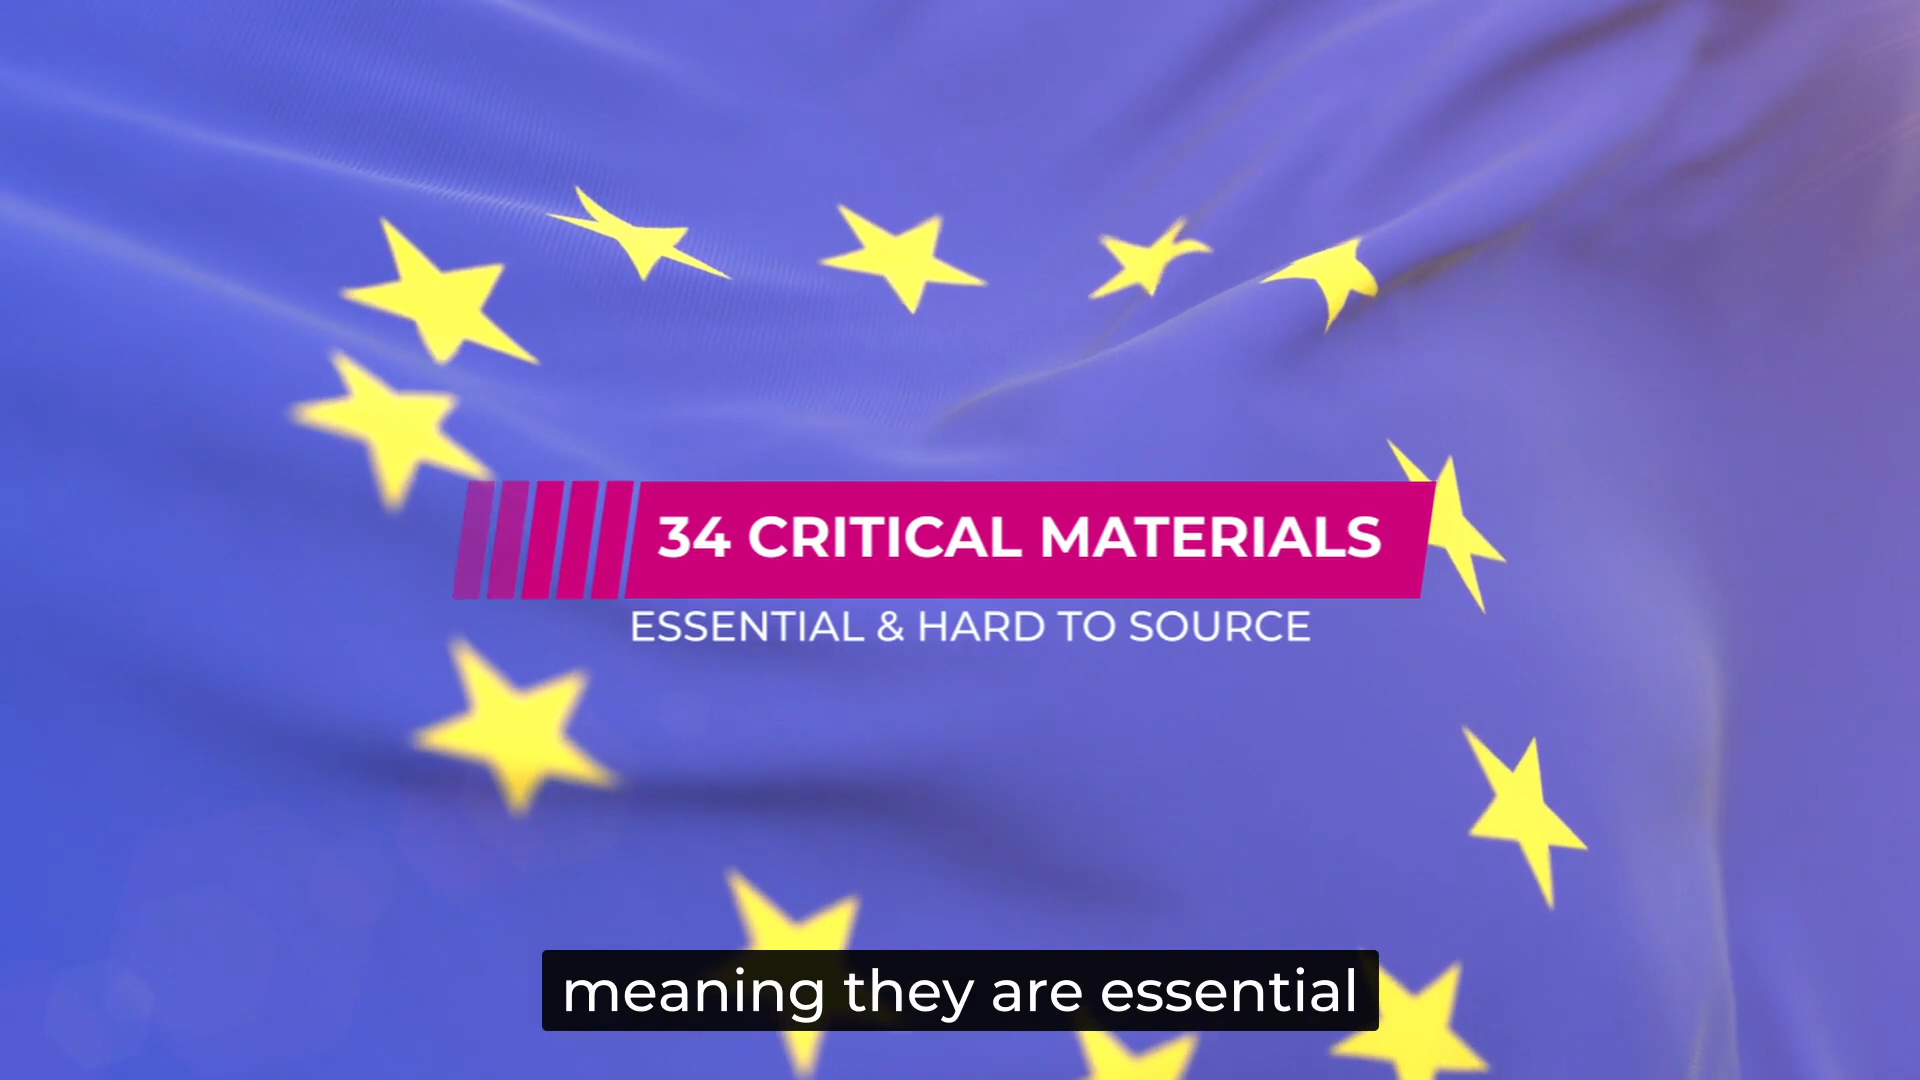 34 CRITICAL MATERIALS
ESSENTIAL & HARD TO SOURCE
meaning they are essential